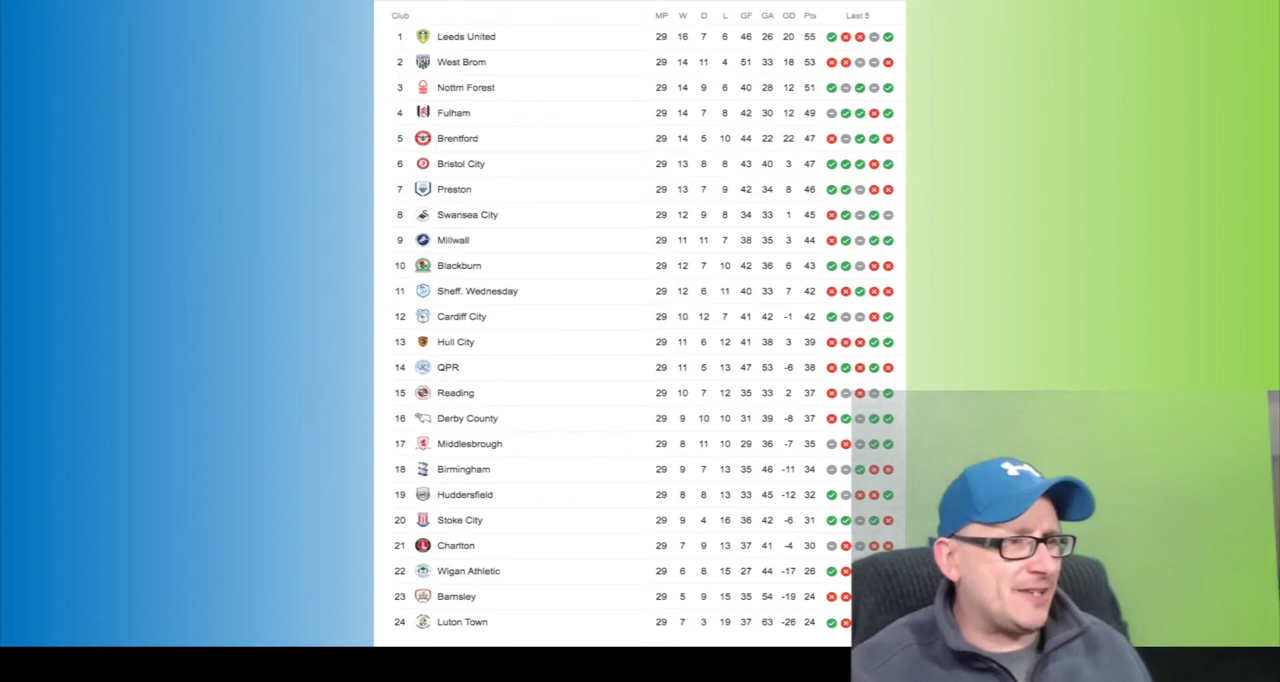 Club MP W D L GF GA GD Pts Last 5
1 Leeds United 29 16 7 6 46 26 20 55
2 West Brom 29 14 11 4 51 33 18 53
3 Nottm Forest 29 14 9 6 40 28 12 51
4 Fulham 29 14 7 8 42 30 12 49
5 Brentford 29 14 5 10 44 22 22 47
6 Bristol City 29 13 8 8 43 40 3 47
7 Preston 29 13 7 9 42 34 8 46
8 Swansea City 29 12 9 8 34 33 1 45
9 Millwall 29 11 11 7 38 35 3 44
10 Blackburn 29 12 7 10 42 36 6 43
11 Sheff. Wednesday 29 12 6 11 40 33 7 42
12 Cardiff City 29 10 12 7 41 42 -1 42
13 Hull City 29 11 6 12 41 38 3 39
14 QPR 29 11 5 13 47 53 -6 38
15 Reading 29 10 7 12 35 33 2 37
16 Derby County 29 9 10 10 31 39 -8 37
17 Middlesbrough 29 8 11 10 29 36 -7 35
18 Birmingham 29 9 7 13 35 46 -11 34
19 Huddersfield 29 8 8 13 33 45 -12 32
20 Stoke City 29 9 4 16 36 42 -6 31
21 Charlton 29 7 9 13 37 41 -4 30
22 Wigan Athletic 29 6 8 15 27 44 -17 26
23 Barnsley 29 5 9 15 35 54 -19 24
24 Luton Town 29 7 3 19 37 63 -26 24